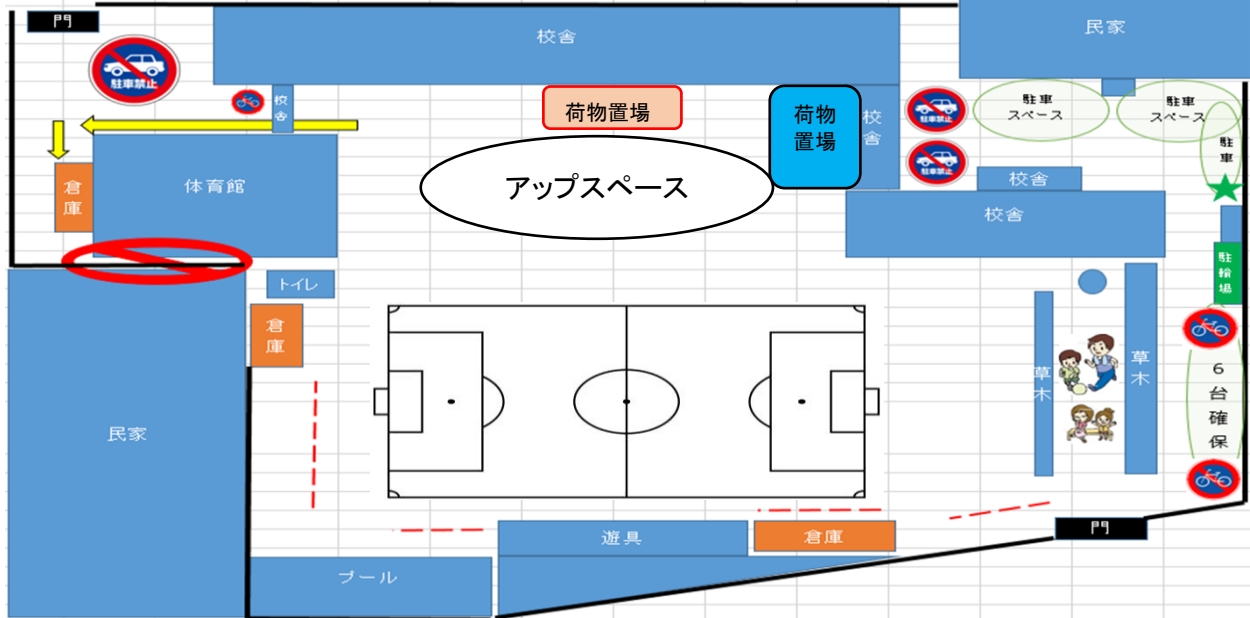 門
校舎
民家
駐車禁止
校舎
荷物置場
荷物
置場
校舎
駐車禁止
駐車
スペース
駐車
スペース
駐車
駐車禁止
倉庫
体育館
アップスペース
校舎
校舎
トイレ
倉庫
駐輪場
草木
草木
6台確保
民家
門
遊具
倉庫
プール